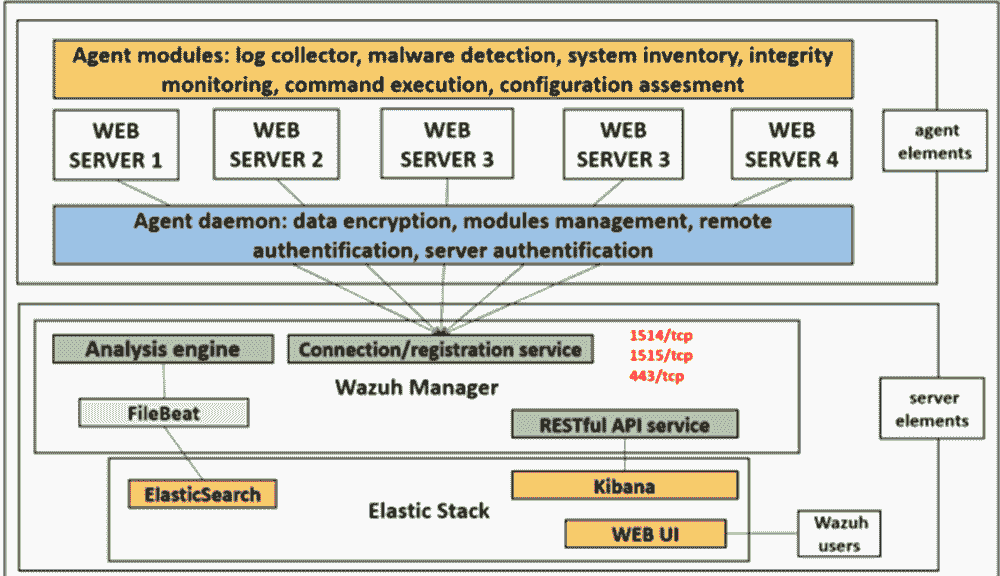 Agent modules: log collector, malware detection, system inventory, integrity
monitoring, command execution, configuration assesment
WEB
SERVER 1
WEB
SERVER 2
WEB
SERVER 3
WEB
SERVER 3
WEB
SERVER 4
agent
elements
Agent daemon: data encryption, modules management, remote
authentification, server authentification
Analysis engine
Connection/registration service
1514/tcp
1515/tcp
443/tcp
Wazuh Manager
FileBeat
RESTful API service
server
elements
ElasticSearch
Elastic Stack
Kibana
WEB UI
Wazuh
users